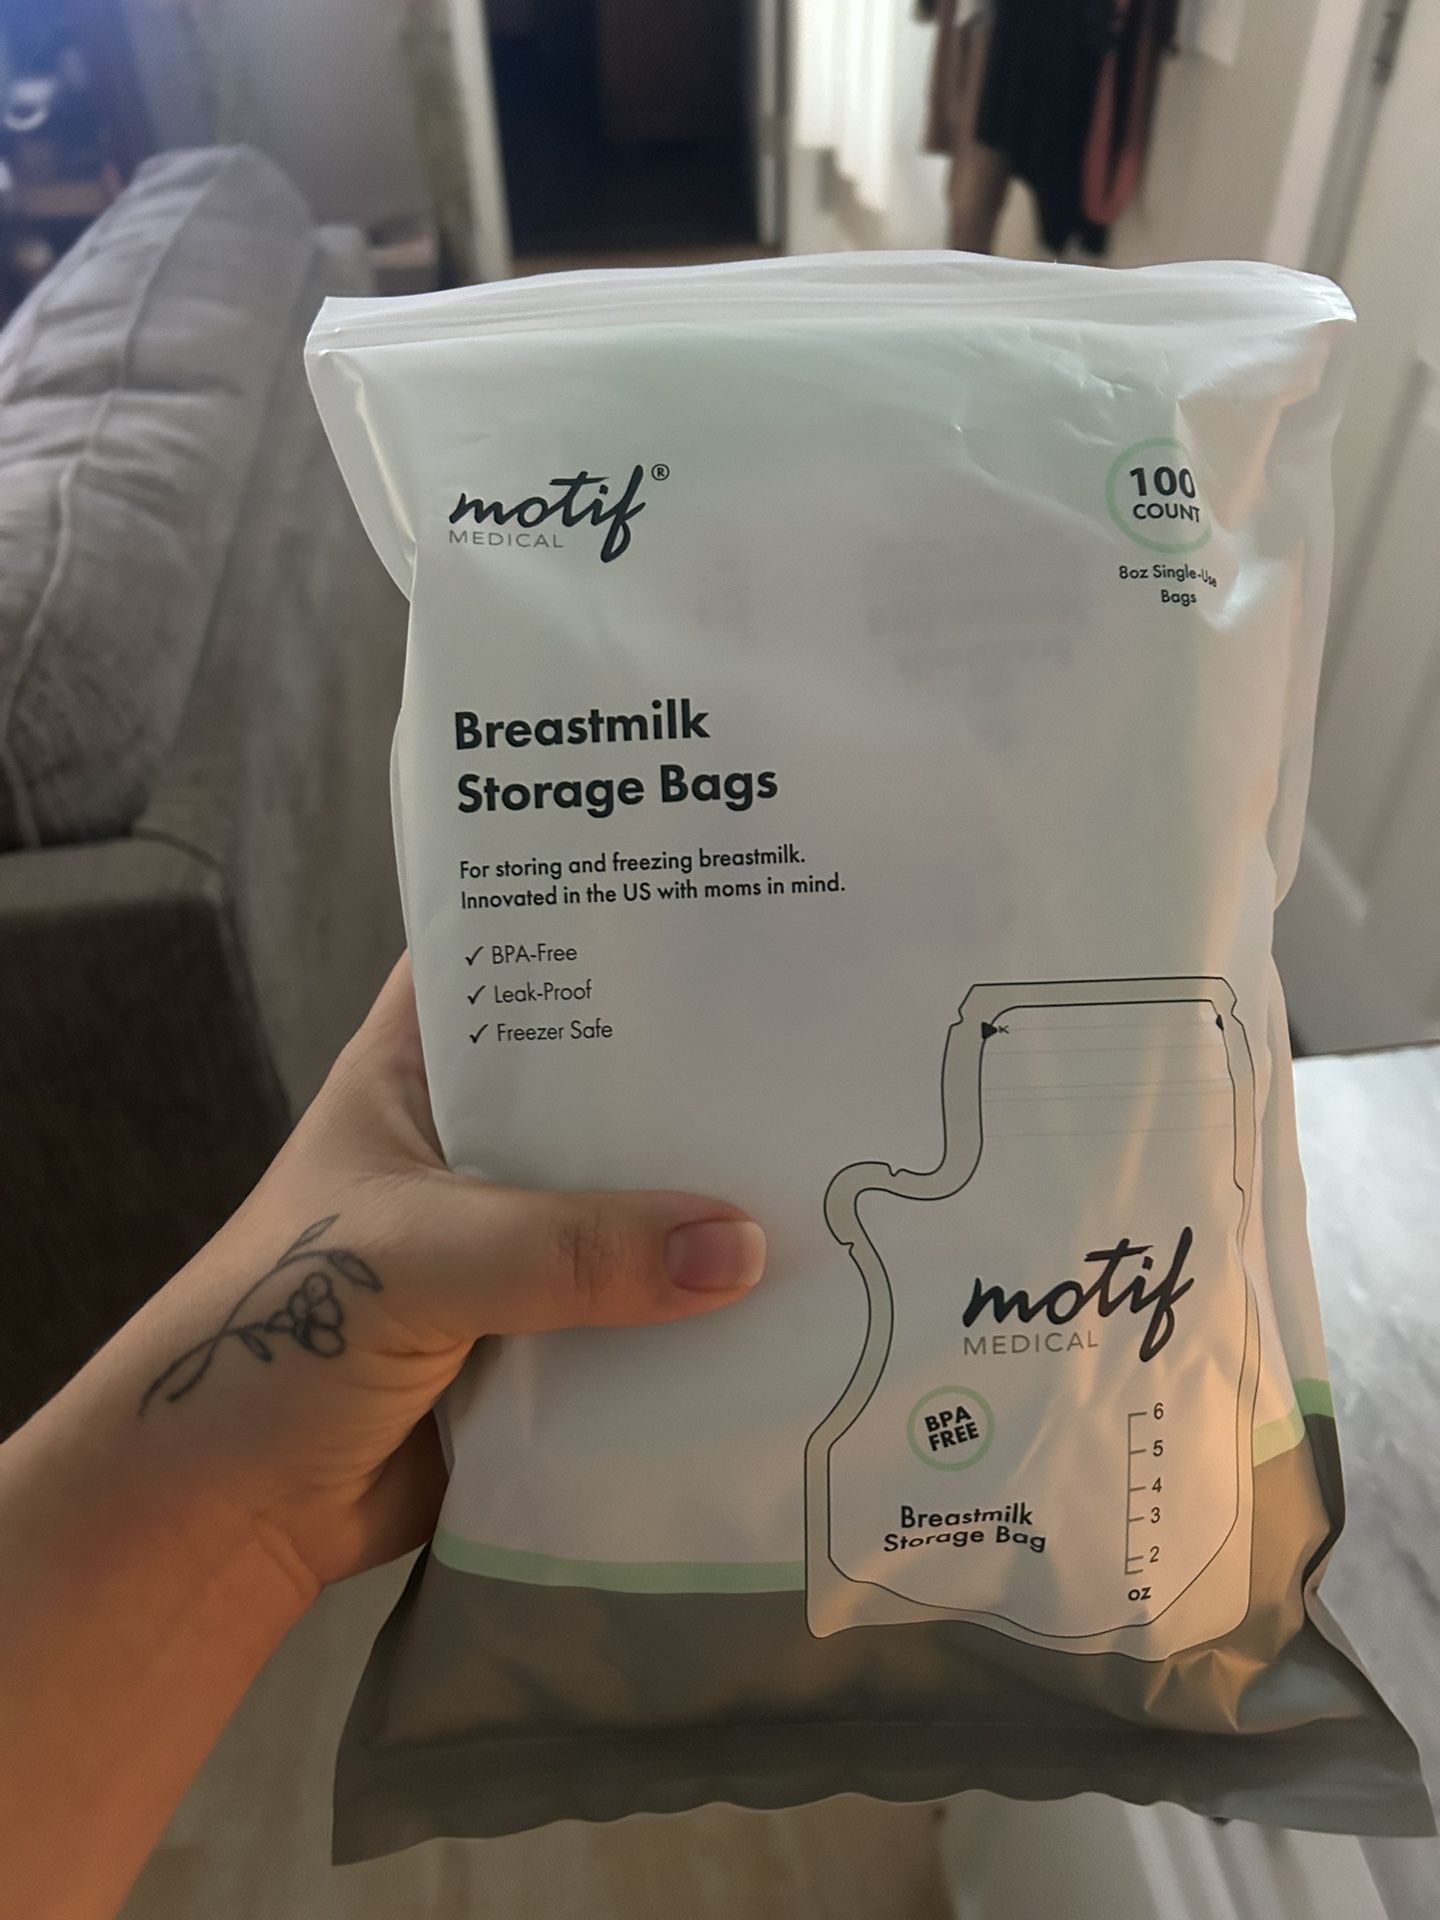 motif®
MEDICAL
100
COUNT
8oz Single-Use
Bags
Breastmilk
Storage Bags
For storing and freezing breastmilk.
Innovated in the US with moms in mind.
✓ BPA-Free
✓ Leak-Proof
✓ Freezer Safe
motif
MEDICAL
BPA
FREE
Breastmilk
Storage Bag
6
5
4
3
2
oz